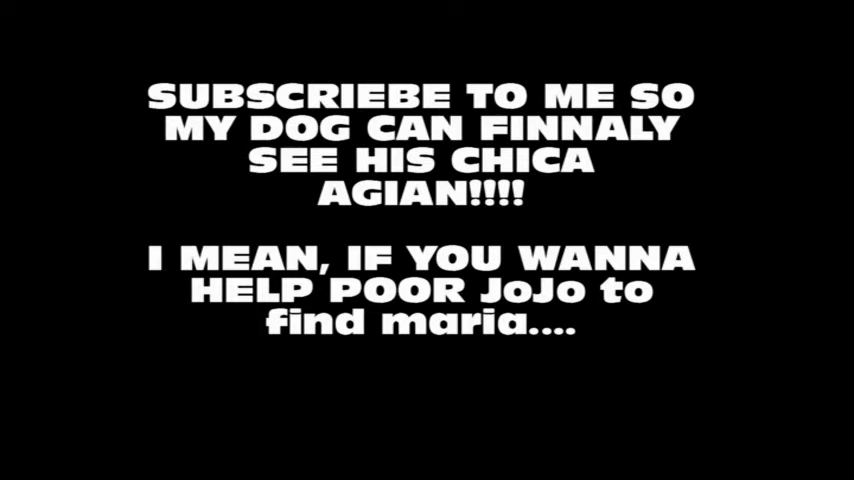 SUBSCRIEBE TO ME SO
MY DOG CAN FINNALY
SEE HIS CHICA
AGIAN!!!!
I MEAN, IF YOU WANNA
HELP POOR JoJo to
find maria....